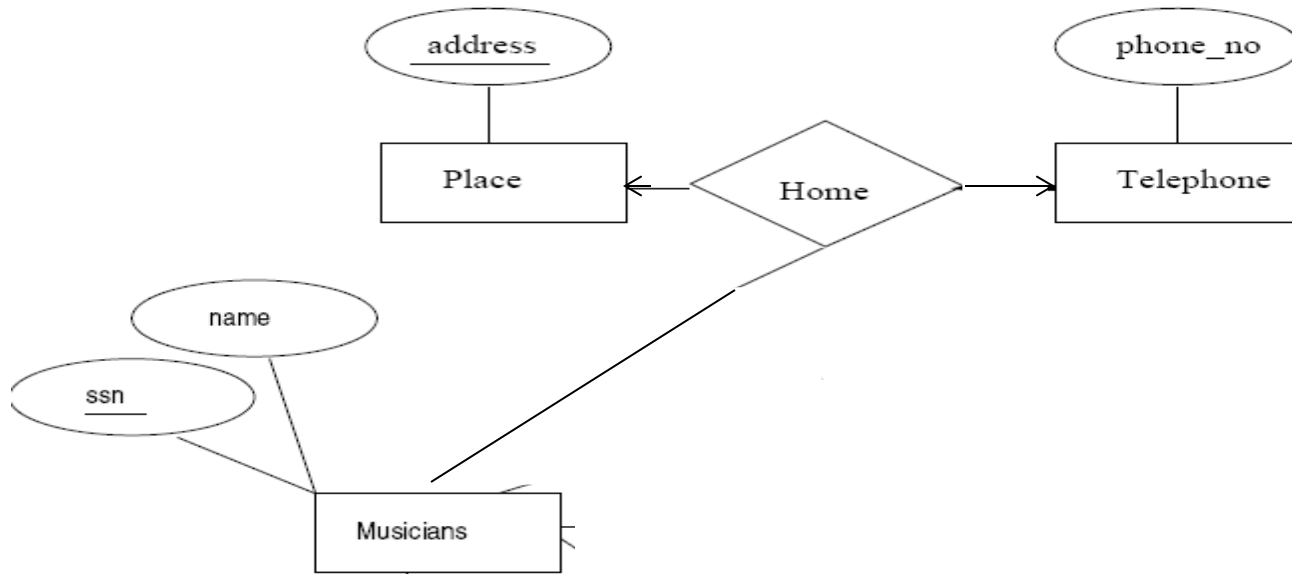 address
phone_no
Place
Home
Telephone
name
ssn
Musicians